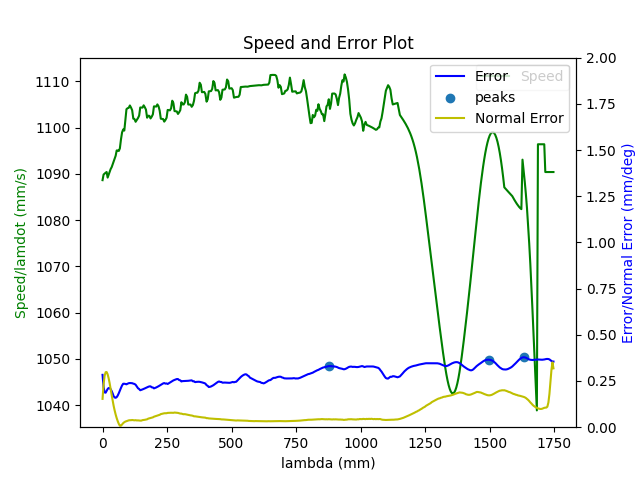 Speed and Error Plot
Error
Speed
peaks
Normal Error
Speed/lamdot (mm/s)
1110
1100
1090
1080
1070
1060
1050
1040
2.00
1.75
1.50
1.25
1.00
0.75
0.50
0.25
0.00
Error/Normal Error (mm/deg)
0 250 500 750 1000 1250 1500 1750
lambda (mm)